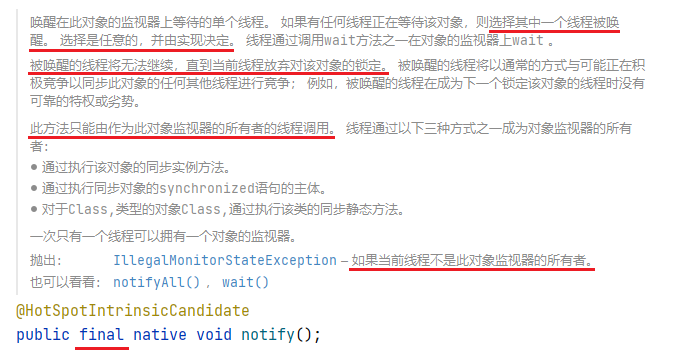 唤醒在此对象的监视器上等待的单个线程。 如果有任何线程正在等待该对象，则选择其中一个线程被唤
醒。 选择是任意的，并由实现决定。 线程通过调用wait方法之一在对象的监视器上wait 。
被唤醒的线程将无法继续，直到当前线程放弃对该对象的锁定。 被唤醒的线程将以通常的方式与可能正在积
极竞争以同步此对象的任何其他线程进行竞争； 例如，被唤醒的线程在成为下一个锁定该对象的线程时没有
可靠的特权或劣势。
此方法只能由作为此对象监视器的所有者的线程调用。 线程通过以下三种方式之一成为对象监视器的所有
者：
● 通过执行该对象的同步实例方法。
● 通过执行同步对象的synchronized语句的主体。
● 对于Class,类型的对象Class,通过执行该类的同步静态方法。
一次只有一个线程可以拥有一个对象的监视器。
抛出: IllegalMonitorStateException – 如果当前线程不是此对象监视器的所有者。
也可以看看: notifyAll() , wait()
@HotSpotIntrinsicCandidate
public final native void notify();